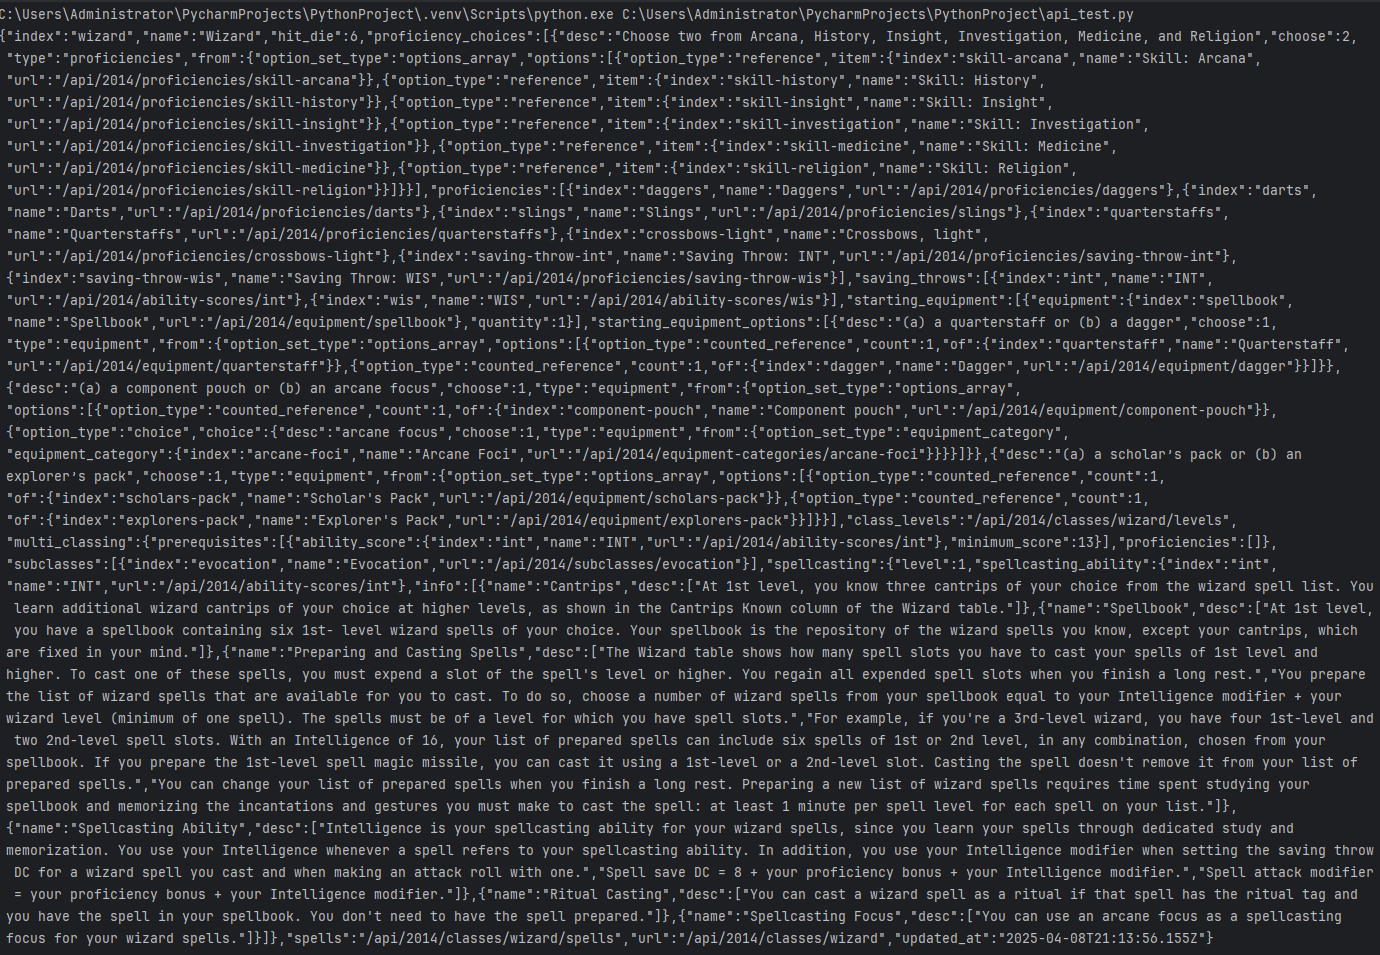 C:\Users\Administrator\PycharmProjects\PythonProject\.venv\Scripts\python.exe C:\Users\Administrator\PycharmProjects\PythonProject\api_test.py
{"index":"wizard","name":"Wizard","hit_die":6,"proficiency_choices":[{"desc":"Choose two from Arcana, History, Insight, Investigation, Medicine, and Religion","choose":2,
"type":"proficiencies","from":{"option_set_type":"options_array","options":[{"option_type":"reference","item":{"index":"skill-arcana","name":"Skill: Arcana",
"url":"/api/2014/proficiencies/skill-arcana"}},{"option_type":"reference","item":{"index":"skill-history","name":"Skill: History",
"url":"/api/2014/proficiencies/skill-history"}},{"option_type":"reference","item":{"index":"skill-insight","name":"Skill: Insight",
"url":"/api/2014/proficiencies/skill-insight"}},{"option_type":"reference","item":{"index":"skill-investigation","name":"Skill: Investigation",
"url":"/api/2014/proficiencies/skill-investigation"}},{"option_type":"reference","item":{"index":"skill-medicine","name":"Skill: Medicine",
"url":"/api/2014/proficiencies/skill-medicine"}},{"option_type":"reference","item":{"index":"skill-religion","name":"Skill: Religion",
"url":"/api/2014/proficiencies/skill-religion"}}]}}],"proficiencies":[{"index":"daggers","name":"Daggers","url":"/api/2014/proficiencies/daggers"},{"index":"darts",
"name":"Darts","url":"/api/2014/proficiencies/darts"},{"index":"slings","name":"Slings","url":"/api/2014/proficiencies/slings"},{"index":"quarterstaffs",
"name":"Quarterstaffs","url":"/api/2014/proficiencies/quarterstaffs"},{"index":"crossbows-light","name":"Crossbows, light",
"url":"/api/2014/proficiencies/crossbows-light"},{"index":"saving-throw-int","name":"Saving Throw: INT","url":"/api/2014/proficiencies/saving-throw-int"},
{"index":"saving-throw-wis","name":"Saving Throw: WIS","url":"/api/2014/proficiencies/saving-throw-wis"}],"saving_throws":[{"index":"int","name":"INT",
"url":"/api/2014/ability-scores/int"},{"index":"wis","name":"WIS","url":"/api/2014/ability-scores/wis"}],"starting_equipment":[{"equipment":{"index":"spellbook",
"name":"Spellbook","url":"/api/2014/equipment/spellbook"},"quantity":1}],"starting_equipment_options":[{"desc":"(a) a quarterstaff or (b) a dagger","choose":1,
"type":"equipment","from":{"option_set_type":"options_array","options":[{"option_type":"counted_reference","count":1,"of":{"index":"quarterstaff","name":"Quarterstaff",
"url":"/api/2014/equipment/quarterstaff"}},{"option_type":"counted_reference","count":1,"of":{"index":"dagger","name":"Dagger","url":"/api/2014/equipment/dagger"}}]}},
{"desc":"(a) a component pouch or (b) an arcane focus","choose":1,"type":"equipment","from":{"option_set_type":"options_array",
"options":[{"option_type":"counted_reference","count":1,"of":{"index":"component-pouch","name":"Component pouch","url":"/api/2014/equipment/component-pouch"}},
{"option_type":"choice","choice":{"desc":"arcane focus","choose":1,"type":"equipment","from":{"option_set_type":"equipment_category",
"equipment_category":{"index":"arcane-foci","name":"Arcane Foci","url":"/api/2014/equipment-categories/arcane-foci"}}}}]}},{"desc":"(a) a scholar’s pack or (b) an
explorer’s pack","choose":1,"type":"equipment","from":{"option_set_type":"options_array","options":[{"option_type":"counted_reference","count":1,
"of":{"index":"scholars-pack","name":"Scholar's Pack","url":"/api/2014/equipment/scholars-pack"}},{"option_type":"counted_reference","count":1,
"of":{"index":"explorers-pack","name":"Explorer's Pack","url":"/api/2014/equipment/explorers-pack"}}]}}],"class_levels":"/api/2014/classes/wizard/levels",
"multi_classing":{"prerequisites":[{"ability_score":{"index":"int","name":"INT","url":"/api/2014/ability-scores/int"},"minimum_score":13}],"proficiencies":[]},
"subclasses":[{"index":"evocation","name":"Evocation","url":"/api/2014/subclasses/evocation"}],"spellcasting":{"level":1,"spellcasting_ability":{"index":"int",
"name":"INT","url":"/api/2014/ability-scores/int"},"info":[{"name":"Cantrips","desc":["At 1st level, you know three cantrips of your choice from the wizard spell list. You
learn additional wizard cantrips of your choice at higher levels, as shown in the Cantrips Known column of the Wizard table."]},{"name":"Spellbook","desc":["At 1st level,
you have a spellbook containing six 1st- level wizard spells of your choice. Your spellbook is the repository of the wizard spells you know, except your cantrips, which
are fixed in your mind."]},{"name":"Preparing and Casting Spells","desc":["The Wizard table shows how many spell slots you have to cast your spells of 1st level and
higher. To cast one of these spells, you must expend a slot of the spell's level or higher. You regain all expended spell slots when you finish a long rest.","You prepare
the list of wizard spells that are available for you to cast. To do so, choose a number of wizard spells from your spellbook equal to your Intelligence modifier + your
wizard level (minimum of one spell). The spells must be of a level for which you have spell slots.","For example, if you're a 3rd-level wizard, you have four 1st-level and
two 2nd-level spell slots. With an Intelligence of 16, your list of prepared spells can include six spells of 1st or 2nd level, in any combination, chosen from your
spellbook. If you prepare the 1st-level spell magic missile, you can cast it using a 1st-level or a 2nd-level slot. Casting the spell doesn't remove it from your list of
prepared spells.","You can change your list of prepared spells when you finish a long rest. Preparing a new list of wizard spells requires time spent studying your
spellbook and memorizing the incantations and gestures you must make to cast the spell: at least 1 minute per spell level for each spell on your list."]},
{"name":"Spellcasting Ability","desc":["Intelligence is your spellcasting ability for your wizard spells, since you learn your spells through dedicated study and
memorization. You use your Intelligence whenever a spell refers to your spellcasting ability. In addition, you use your Intelligence modifier when setting the saving throw
DC for a wizard spell you cast and when making an attack roll with one.","Spell save DC = 8 + your proficiency bonus + your Intelligence modifier.","Spell attack modifier
= your proficiency bonus + your Intelligence modifier."]},{"name":"Ritual Casting","desc":["You can cast a wizard spell as a ritual if that spell has the ritual tag and
you have the spell in your spellbook. You don't need to have the spell prepared."]},{"name":"Spellcasting Focus","desc":["You can use an arcane focus as a spellcasting
focus for your wizard spells."]}]},"spells":"/api/2014/classes/wizard/spells","url":"/api/2014/classes/wizard","updated_at":"2025-04-08T21:13:56.155Z"}